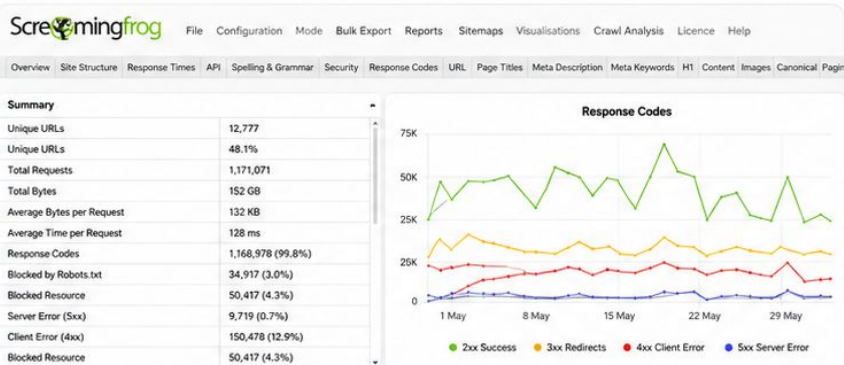 Screamingfrog
File Configuration Mode Bulk Export Reports Sitemaps Visualisations Crawl Analysis Licence Help
Overview Site Structure Response Times API Spelling & Grammar Security Response Codes URL Page Titles Meta Description Meta Keywords H1 Content Images Canonical Pagin
Summary
Unique URLs 12,777
Unique URLs 48.1%
Total Requests 1,171,071
Total Bytes 152 GB
Average Bytes per Request 132 KB
Average Time per Request 128 ms
Response Codes 1,168,978 (99.8%)
Blocked by Robots.txt 34,917 (3.0%)
Blocked Resource 50,417 (4.3%)
Server Error (5xx) 9,719 (0.7%)
Client Error (4xx) 150,478 (12.9%)
Blocked Resource 50,417 (4.3%)
Response Codes
75K
50K
25K
25K
0
1 May 8 May 15 May 22 May 29 May
2xx Success 3xx Redirects 4xx Client Error 5xx Server Error